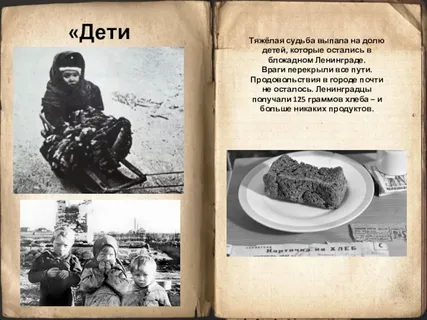 «Дети
Тяжёлая судьба выпала на долю
детей, которые остались в
блокадном Ленинграде.
Враги перекрыли все пути.
Продовольствия в городе почти
не осталось. Ленинградцы
получали 125 граммов хлеба – и
больше никаких продуктов.
Карточка на ХЛЕБ